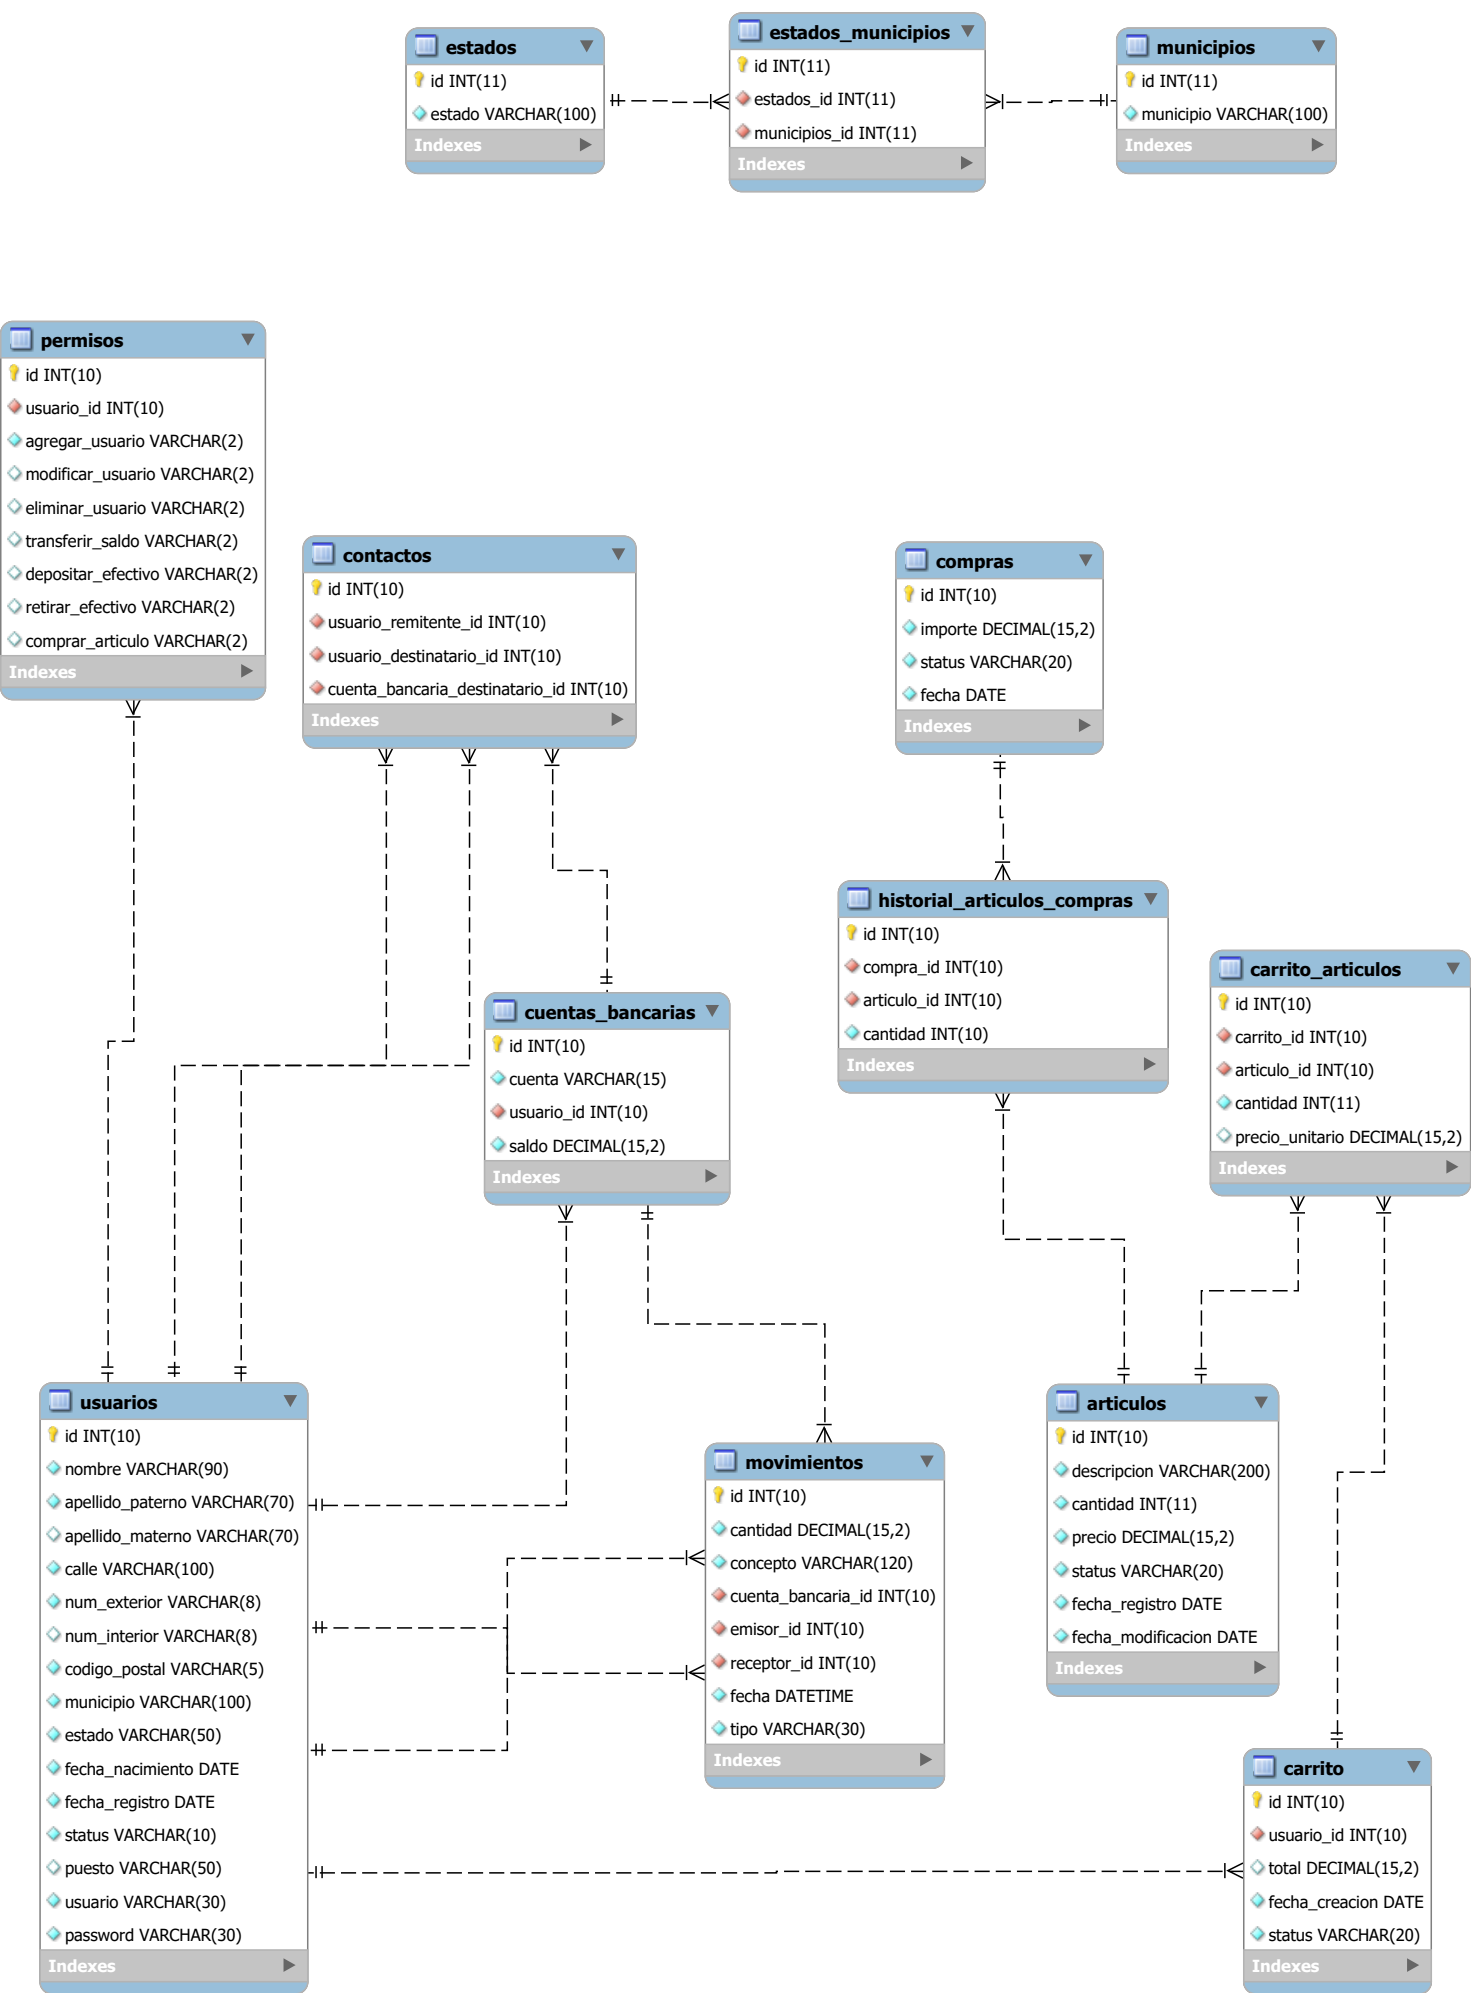 estados
id INT(11)
estado VARCHAR(100)
Indexes
estados_municipios
id INT(11)
estados_id INT(11)
municipios_id INT(11)
Indexes
municipios
id INT(11)
municipio VARCHAR(100)
Indexes
permisos
id INT(10)
usuario_id INT(10)
agregar_usuario VARCHAR(2)
modificar_usuario VARCHAR(2)
eliminar_usuario VARCHAR(2)
transferir_saldo VARCHAR(2)
depositar_efectivo VARCHAR(2)
retirar_efectivo VARCHAR(2)
comprar_articulo VARCHAR(2)
Indexes
contactos
id INT(10)
usuario_remitente_id INT(10)
usuario_destinatario_id INT(10)
cuenta_bancaria_destinatario_id INT(10)
Indexes
compras
id INT(10)
importe DECIMAL(15,2)
status VARCHAR(20)
fecha DATE
Indexes
historial_articulos_compras
id INT(10)
compra_id INT(10)
articulo_id INT(10)
cantidad INT(10)
Indexes
carrito_articulos
id INT(10)
carrito_id INT(10)
articulo_id INT(10)
cantidad INT(11)
precio_unitario DECIMAL(15,2)
Indexes
cuentas_bancarias
id INT(10)
cuenta VARCHAR(15)
usuario_id INT(10)
saldo DECIMAL(15,2)
Indexes
usuarios
id INT(10)
nombre VARCHAR(90)
apellido_paterno VARCHAR(70)
apellido_materno VARCHAR(70)
calle VARCHAR(100)
num_exterior VARCHAR(8)
num_interior VARCHAR(8)
codigo_postal VARCHAR(5)
municipio VARCHAR(100)
estado VARCHAR(50)
fecha_nacimiento DATE
fecha_registro DATE
status VARCHAR(10)
puesto VARCHAR(50)
usuario VARCHAR(30)
password VARCHAR(30)
Indexes
movimientos
id INT(10)
cantidad DECIMAL(15,2)
concepto VARCHAR(120)
cuenta_bancaria_id INT(10)
emisor_id INT(10)
receptor_id INT(10)
fecha DATETIME
tipo VARCHAR(30)
Indexes
articulos
id INT(10)
descripcion VARCHAR(200)
cantidad INT(11)
precio DECIMAL(15,2)
status VARCHAR(20)
fecha_registro DATE
fecha_modificacion DATE
Indexes
carrito
id INT(10)
usuario_id INT(10)
total DECIMAL(15,2)
fecha_creacion DATE
status VARCHAR(20)
Indexes